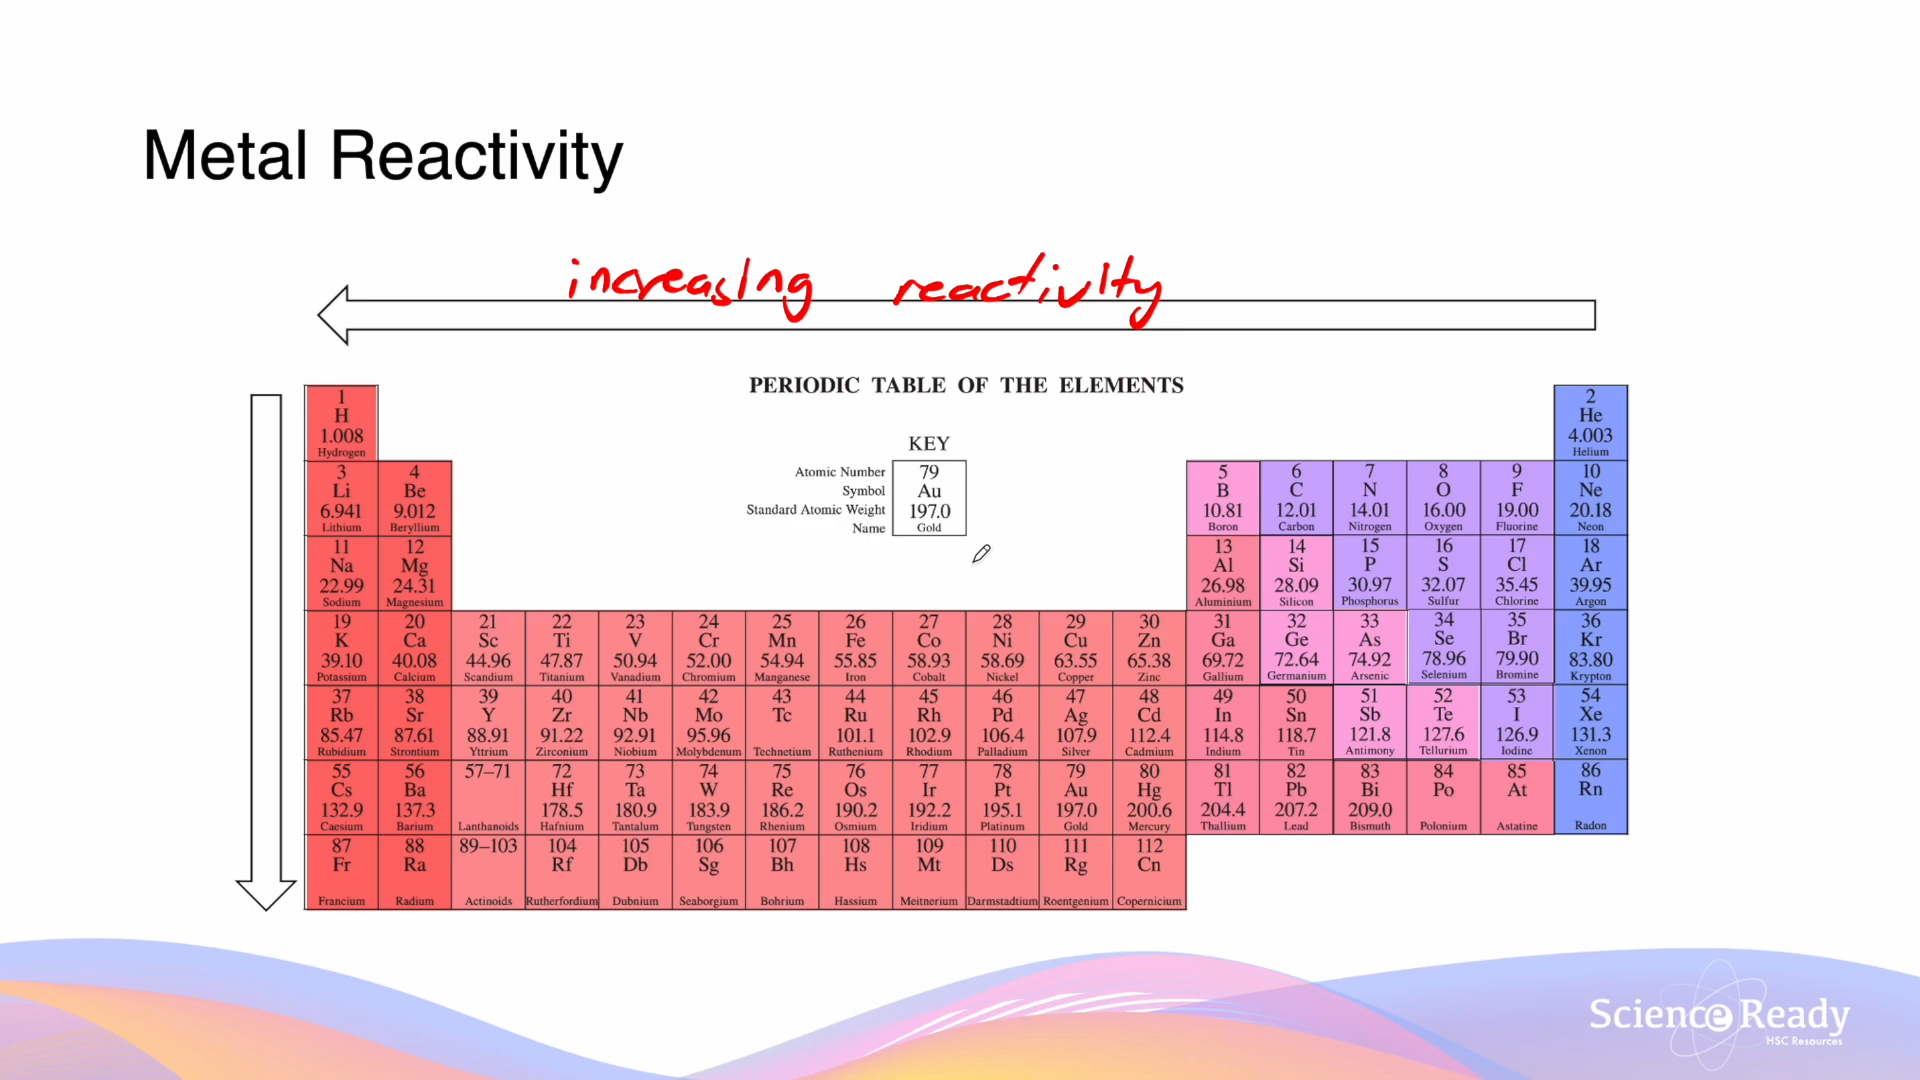 Metal Reactivity
increasing reactivity
PERIODIC TABLE OF THE ELEMENTS
KEY
Atomic Number 79
Symbol Au
Standard Atomic Weight 197.0
Name Gold
1 2
H He
1.008 4.003
Hydrogen Helium
3 4 5 6 7 8 9 10
Li Be B C N O F Ne
6.941 9.012 10.81 12.01 14.01 16.00 19.00 20.18
Lithium Beryllium Boron Carbon Nitrogen Oxygen Fluorine Neon
11 12 13 14 15 16 17 18
Na Mg Al Si P S Cl Ar
22.99 24.31 26.98 28.09 30.97 32.07 35.45 39.95
Sodium Magnesium Aluminium Silicon Phosphorus Sulfur Chlorine Argon
19 20 21 22 23 24 25 26 27 28 29 30 31 32 33 34 35 36
K Ca Sc Ti V Cr Mn Fe Co Ni Cu Zn Ga Ge As Se Br Kr
39.10 40.08 44.96 47.87 50.94 52.00 54.94 55.85 58.93 58.69 63.55 65.38 69.72 72.64 74.92 78.96 79.90 83.80
Potassium Calcium Scandium Titanium Vanadium Chromium Manganese Iron Cobalt Nickel Copper Zinc Gallium Germanium Arsenic Selenium Bromine Krypton
37 38 39 40 41 42 43 44 45 46 47 48 49 50 51 52 53 54
Rb Sr Y Zr Nb Mo Tc Ru Rh Pd Ag Cd In Sn Sb Te I Xe
85.47 87.61 88.91 91.22 92.91 95.96 101.1 102.9 106.4 107.9 112.4 114.8 118.7 121.8 127.6 126.9 131.3
Rubidium Strontium Yttrium Zirconium Niobium Molybdenum Technetium Ruthenium Rhodium Palladium Silver Cadmium Indium Tin Antimony Tellurium Iodine Xenon
55 56 57–71 72 73 74 75 76 77 78 79 80 81 82 83 84 85 86
Cs Ba Hf Ta W Re Os Ir Pt Au Hg Tl Pb Bi Po At Rn
132.9 137.3 178.5 180.9 183.9 186.2 190.2 192.2 195.1 197.0 200.6 204.4 207.2 209.0
Caesium Barium Lanthanoids Hafnium Tantalum Tungsten Rhenium Osmium Iridium Platinum Gold Mercury Thallium Lead Bismuth Polonium Astatine Radon
87 88 89–103 104 105 106 107 108 109 110 111 112
Fr Ra Rf Db Sg Bh Hs Mt Ds Rg Cn
Francium Radium Actinoids Rutherfordium Dubnium Seaborgium Bohrium Hassium Meitnerium Darmstadtium Roentgenium Copernicium
Science Ready
HSC Resources